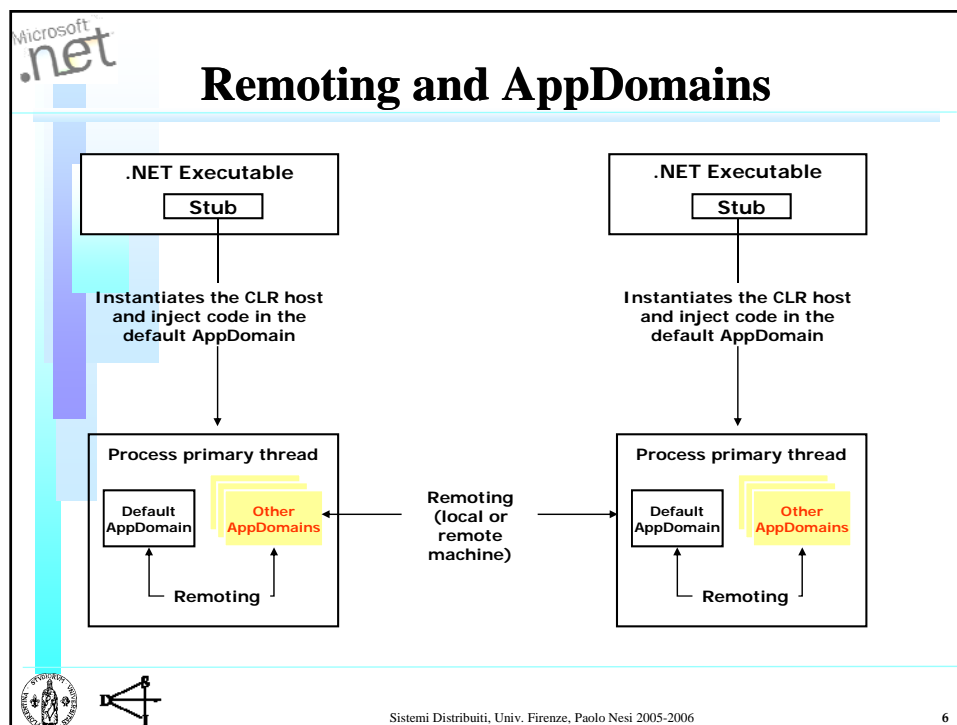 Microsoft
.net
Remoting and AppDomains
.NET Executable
Stub
Instantiates the CLR host
and inject code in the
default AppDomain
Process primary thread
Default
AppDomain
Other
AppDomains
Remoting
Remoting
(local or
remote
machine)
.NET Executable
Stub
Instantiates the CLR host
and inject code in the
default AppDomain
Process primary thread
Default
AppDomain
Other
AppDomains
Remoting
D S I
Sistemi Distribuiti, Univ. Firenze, Paolo Nesi 2005-2006
6